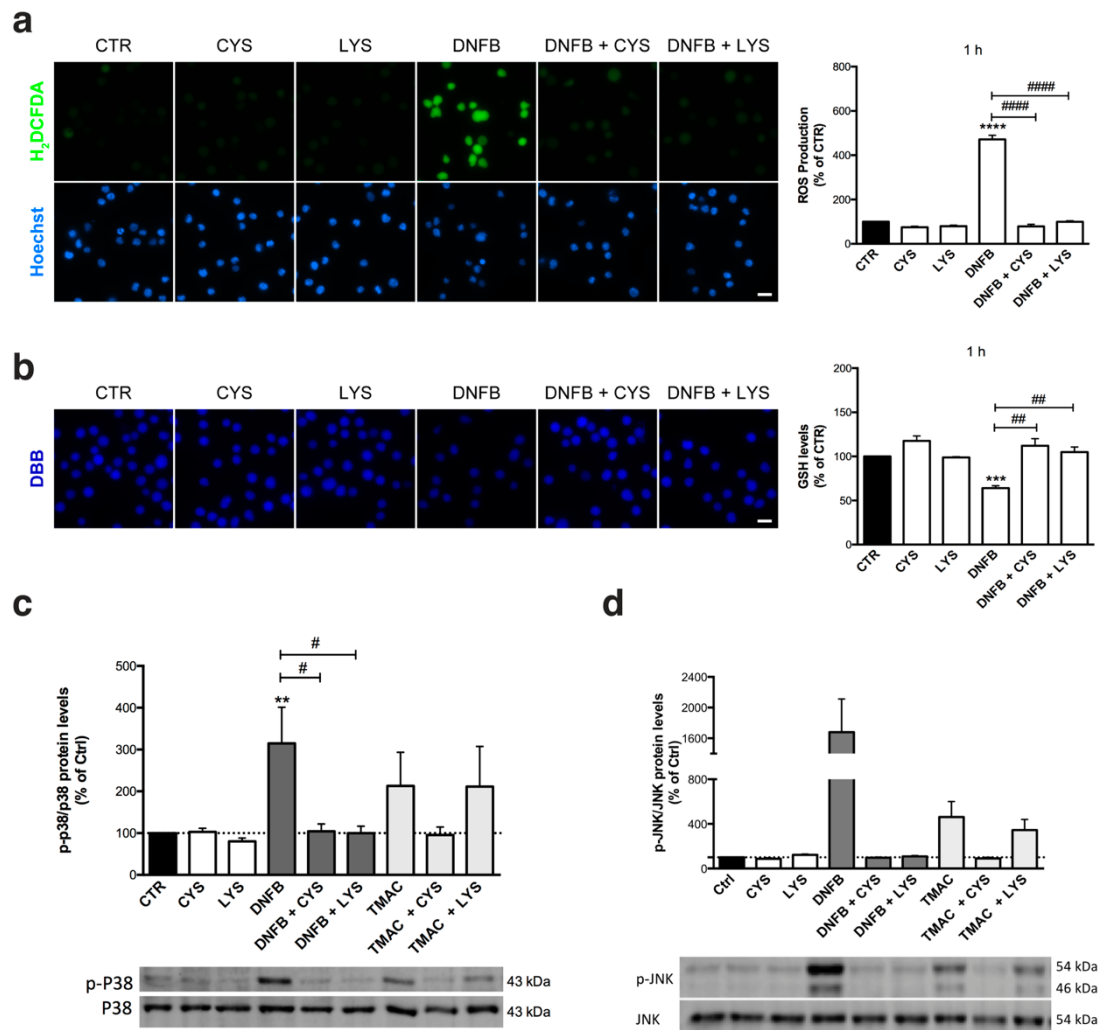 a
CTR CYS LYS DNFB DNFB + CYS DNFB + LYS
H2DCFDA
Hoechst
1 h
ROS Production
(% of CTR)
800
600
400
200
0
####
####
****
CTR CYS LYS DNFB DNFB + CYS DNFB + LYS
b
CTR CYS LYS DNFB DNFB + CYS DNFB + LYS
DBB
1 h
GSH levels
(% of CTR)
200
150
100
50
0
##
##
***
CTR CYS LYS DNFB DNFB + CYS DNFB + LYS
c
p-p38/p38 protein levels
(% of Ctrl)
500
400
300
200
100
0
#
#
**
CTR CYS LYS DNFB DNFB + CYS DNFB + LYS TMAC TMAC + CYS TMAC + LYS
p-P38 43 kDa
P38 43 kDa
d
p-JNK/JNK protein levels
(% of Ctrl)
2400
1600
800
400
0
Ctrl CYS LYS DNFB DNFB + CYS DNFB + LYS TMAC TMAC + CYS TMAC + LYS
p-JNK 54 kDa
46 kDa
JNK 54 kDa